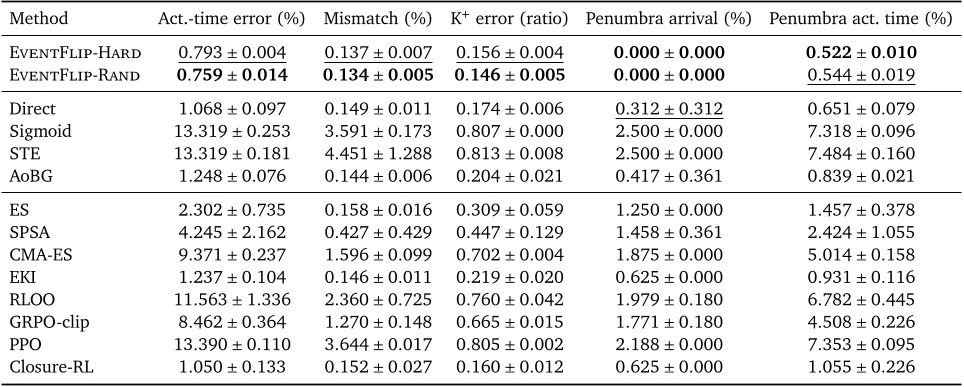 Method Act.-time error (%) Mismatch (%) K⁺ error (ratio) Penumbra arrival (%) Penumbra act. time (%)
EventFlip-Hard 0.793 ± 0.004 0.137 ± 0.007 0.156 ± 0.004 0.000 ± 0.000 0.522 ± 0.010
EventFlip-Rand 0.759 ± 0.014 0.134 ± 0.005 0.146 ± 0.005 0.000 ± 0.000 0.544 ± 0.019
Direct 1.068 ± 0.097 0.149 ± 0.011 0.174 ± 0.006 0.312 ± 0.312 0.651 ± 0.079
Sigmoid 13.319 ± 0.253 3.591 ± 0.173 0.807 ± 0.000 2.500 ± 0.000 7.318 ± 0.096
STE 13.319 ± 0.181 4.451 ± 1.288 0.813 ± 0.008 2.500 ± 0.000 7.484 ± 0.160
AoBG 1.248 ± 0.076 0.144 ± 0.006 0.204 ± 0.021 0.417 ± 0.361 0.839 ± 0.021
ES 2.302 ± 0.735 0.158 ± 0.016 0.309 ± 0.059 1.250 ± 0.000 1.457 ± 0.378
SPSA 4.245 ± 2.162 0.427 ± 0.429 0.447 ± 0.129 1.458 ± 0.361 2.424 ± 1.055
CMA-ES 9.371 ± 0.237 1.596 ± 0.099 0.702 ± 0.004 1.875 ± 0.000 5.014 ± 0.158
EKI 1.237 ± 0.104 0.146 ± 0.011 0.219 ± 0.020 0.625 ± 0.000 0.931 ± 0.116
RLOO 11.563 ± 1.336 2.360 ± 0.725 0.760 ± 0.042 1.979 ± 0.180 6.782 ± 0.445
GRPO-clip 8.462 ± 0.364 1.270 ± 0.148 0.665 ± 0.015 1.771 ± 0.180 4.508 ± 0.226
PPO 13.390 ± 0.110 3.644 ± 0.017 0.805 ± 0.002 2.188 ± 0.000 7.353 ± 0.095
Closure-RL 1.050 ± 0.133 0.152 ± 0.027 0.160 ± 0.012 0.625 ± 0.000 1.055 ± 0.226